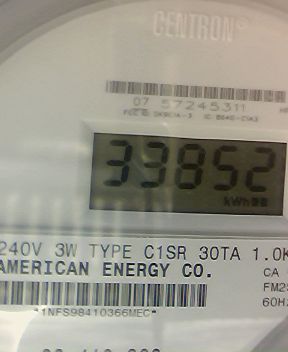 CENTRON®
07 57245311
33852
kWh
240V 3W TYPE C1SR 30TA 1.0K
AMERICAN ENERGY CO.
CA
FM2S
60Hz
*1NFS98410366MEC*